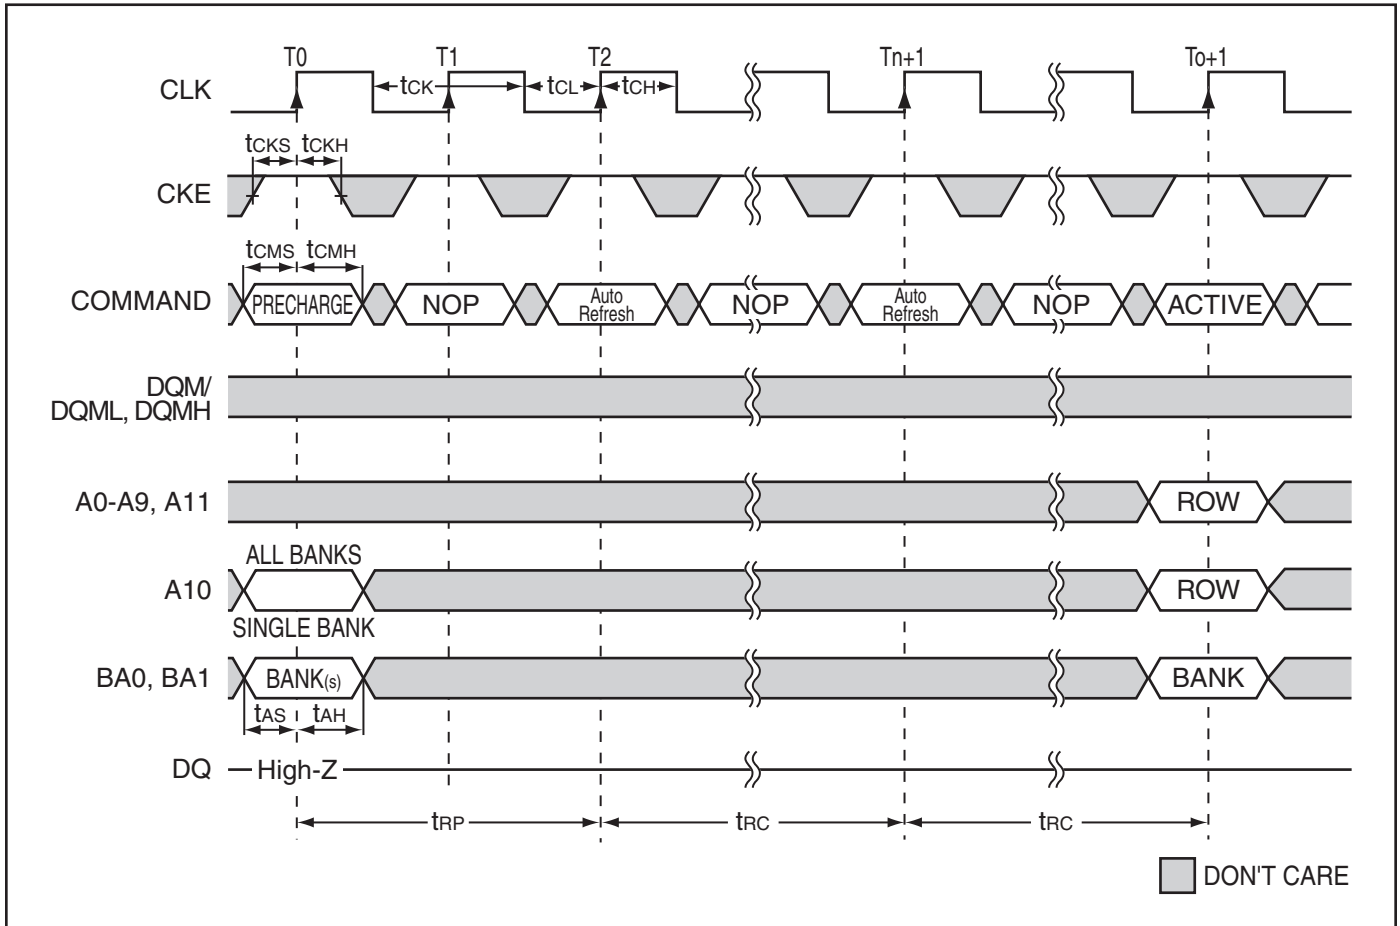 T0 T1 T2 Tn+1 To+1
CLK tCK tCL tCH
tCKS tCKH
CKE
tCMS tCMH
COMMAND PRECHARGE NOP Auto Refresh NOP Auto Refresh NOP ACTIVE
DQM/
DQML, DQMH
A0-A9, A11 ROW
ALL BANKS
A10 ROW
SINGLE BANK
BA0, BA1 BANK(s) BANK
tAS tAH
DQ High-Z
tRP tRC tRC
DON'T CARE